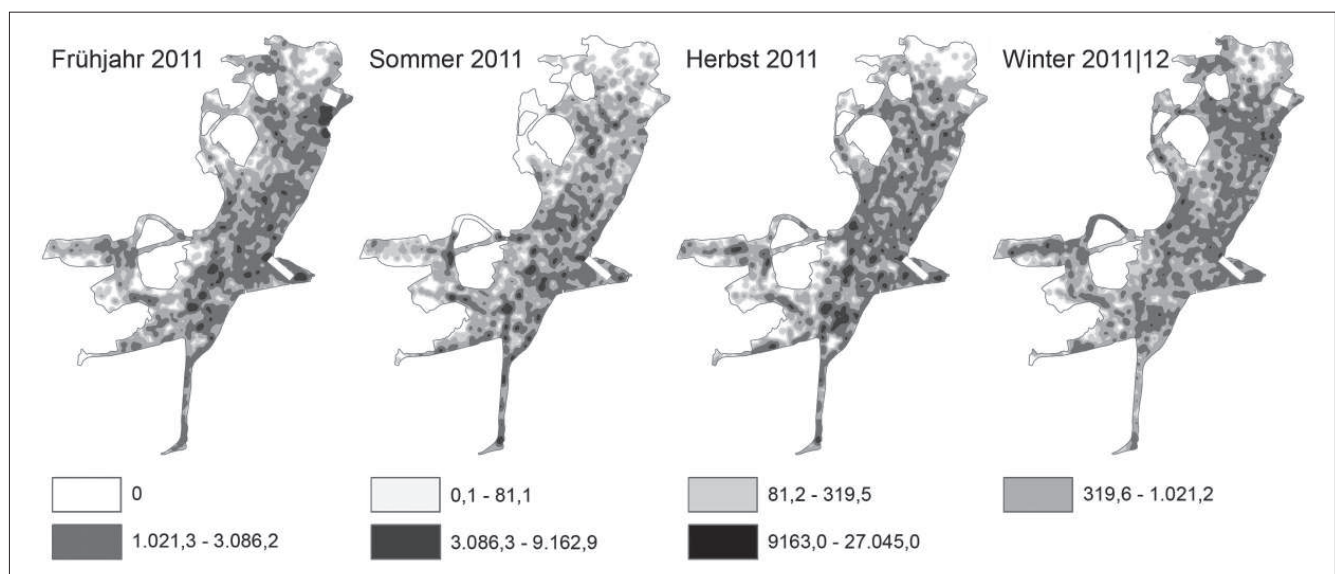 Frühjahr 2011
Sommer 2011
Herbst 2011
Winter 2011|12
0
0,1 - 81,1
81,2 - 319,5
319,6 - 1.021,2
1.021,3 - 3.086,2
3.086,3 - 9.162,9
9163,0 - 27.045,0